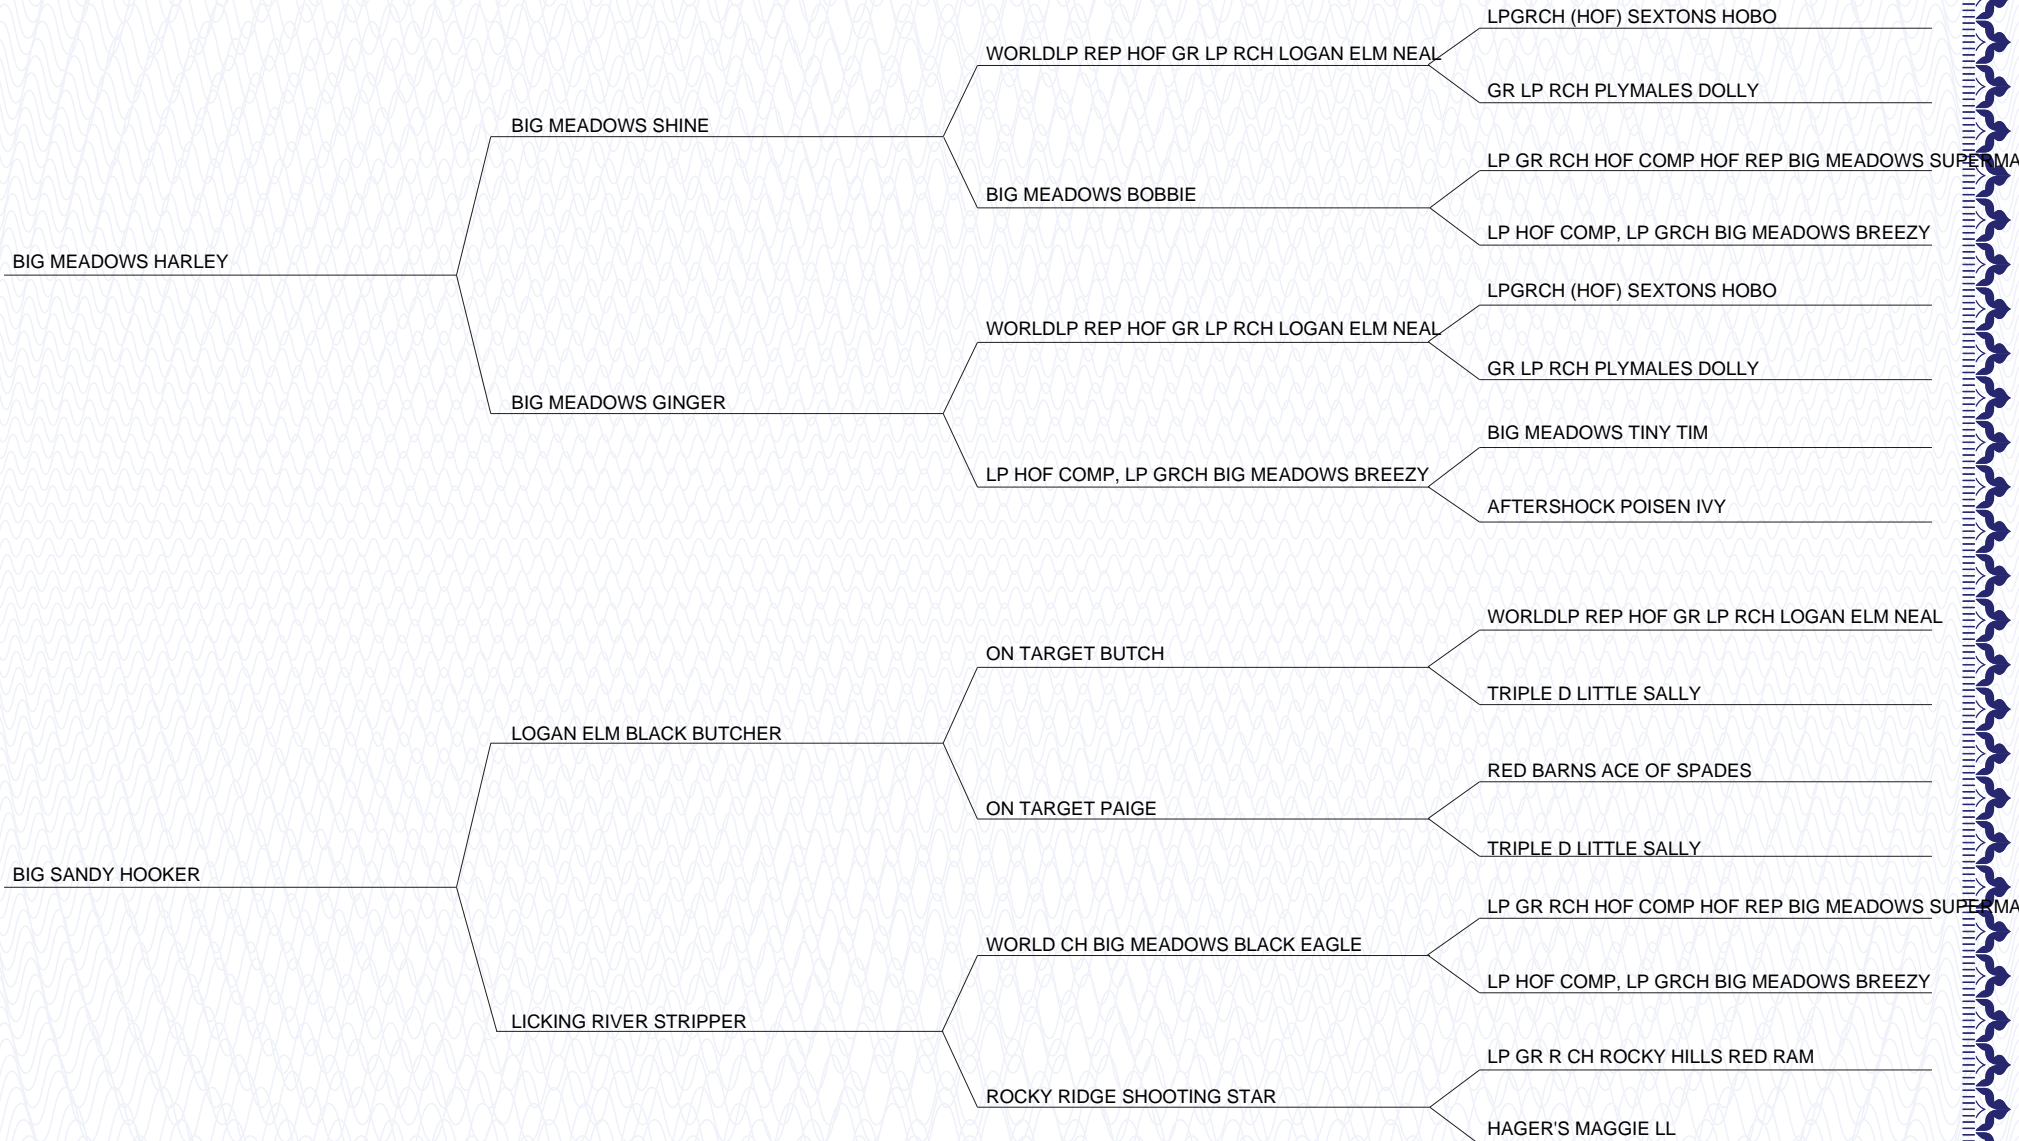 LPGRCH (HOF) SEXTONS HOBO
WORLDLP REP HOF GR LP RCH LOGAN ELM NEAL
GR LP RCH PLYMALES DOLLY
BIG MEADOWS SHINE
LP GR RCH HOF COMP HOF REP BIG MEADOWS SUPERMA
BIG MEADOWS BOBBIE
LP HOF COMP, LP GRCH BIG MEADOWS BREEZY
BIG MEADOWS HARLEY
LPGRCH (HOF) SEXTONS HOBO
WORLDLP REP HOF GR LP RCH LOGAN ELM NEAL
GR LP RCH PLYMALES DOLLY
BIG MEADOWS GINGER
BIG MEADOWS TINY TIM
LP HOF COMP, LP GRCH BIG MEADOWS BREEZY
AFTERSHOCK POISEN IVY
WORLDLP REP HOF GR LP RCH LOGAN ELM NEAL
ON TARGET BUTCH
TRIPLE D LITTLE SALLY
LOGAN ELM BLACK BUTCHER
RED BARNS ACE OF SPADES
ON TARGET PAIGE
TRIPLE D LITTLE SALLY
BIG SANDY HOOKER
LP GR RCH HOF COMP HOF REP BIG MEADOWS SUPERMA
WORLD CH BIG MEADOWS BLACK EAGLE
LP HOF COMP, LP GRCH BIG MEADOWS BREEZY
LICKING RIVER STRIPPER
LP GR R CH ROCKY HILLS RED RAM
ROCKY RIDGE SHOOTING STAR
HAGER'S MAGGIE LL